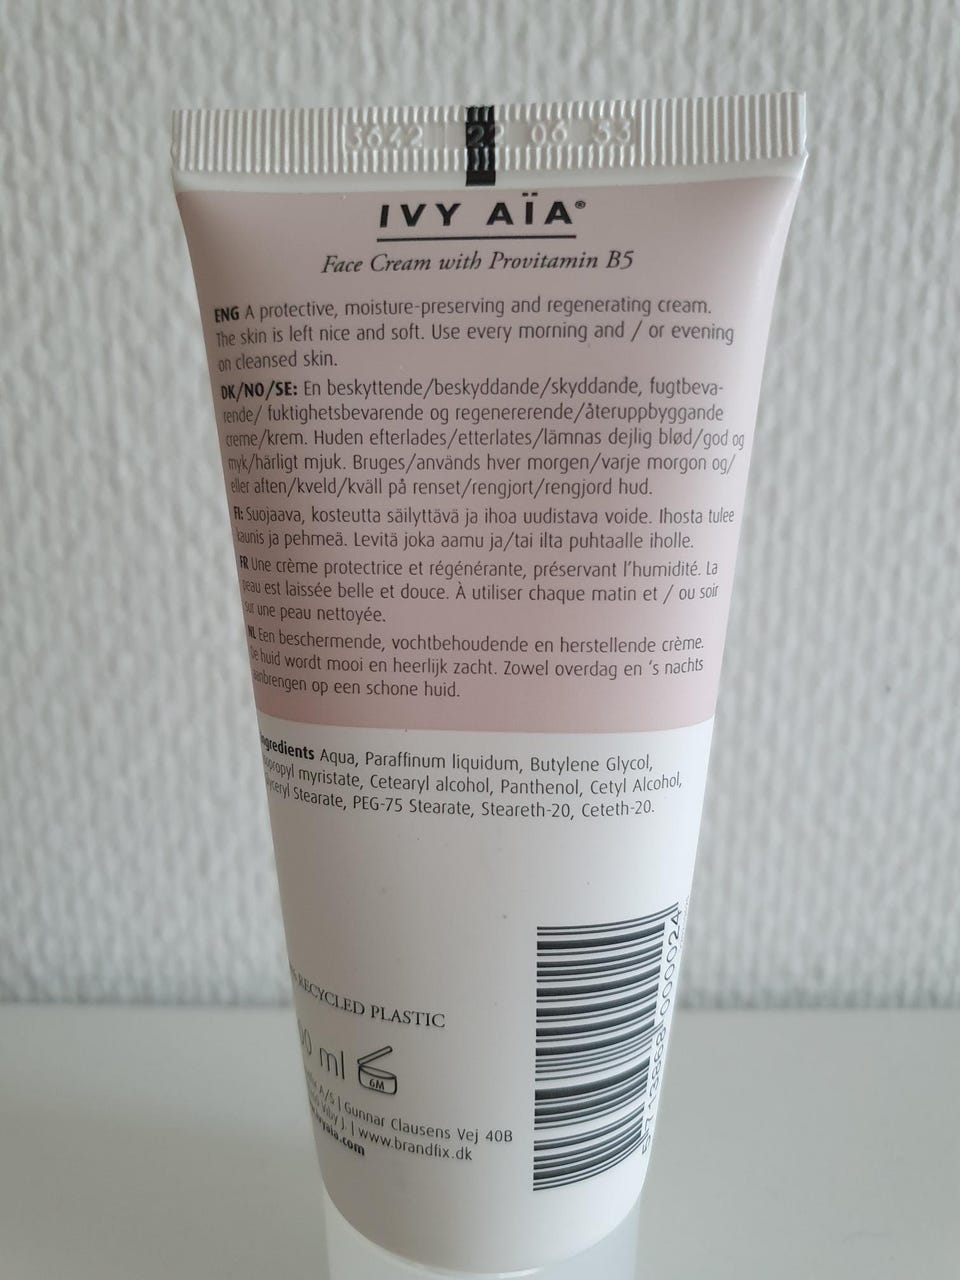 3642 22 06 53
IVY AÏA®
Face Cream with Provitamin B5
ENG A protective, moisture-preserving and regenerating cream.
The skin is left nice and soft. Use every morning and / or evening
on cleansed skin.
DK/NO/SE: En beskyttende/beskyddande/skyddande, fugtbeva-
rende/ fuktighetsbevarende og regenererende/återuppbyggande
creme/krem. Huden efterlades/etterlates/lämnas dejlig blød/god og
myk/härligt mjuk. Bruges/används hver morgen/varje morgon og/
eller aften/kveld/kväll på renset/rengjort/rengjord hud.
FI: Suojaava, kosteutta säilyttävä ja ihoa uudistava voide. Ihosta tulee
kaunis ja pehmeä. Levitä joka aamu ja/tai ilta puhtaalle iholle.
FR Une crème protectrice et régénérante, préservant l'humidité. La
peau est laissée belle et douce. À utiliser chaque matin et / ou soir
sur une peau nettoyée.
NL Een beschermende, vochtbehoudende en herstellende crème.
De huid wordt mooi en heerlijk zacht. Zowel overdag en 's nachts
aanbrengen op een schone huid.
Ingredients Aqua, Paraffinum liquidum, Butylene Glycol,
Isopropyl myristate, Cetearyl alcohol, Panthenol, Cetyl Alcohol,
Glyceryl Stearate, PEG-75 Stearate, Steareth-20, Ceteth-20.
RECYCLED PLASTIC
ml
6M
A/S | Gunnar Clausens Vej 40B
Viby J. | www.brandfix.dk
5713868000024